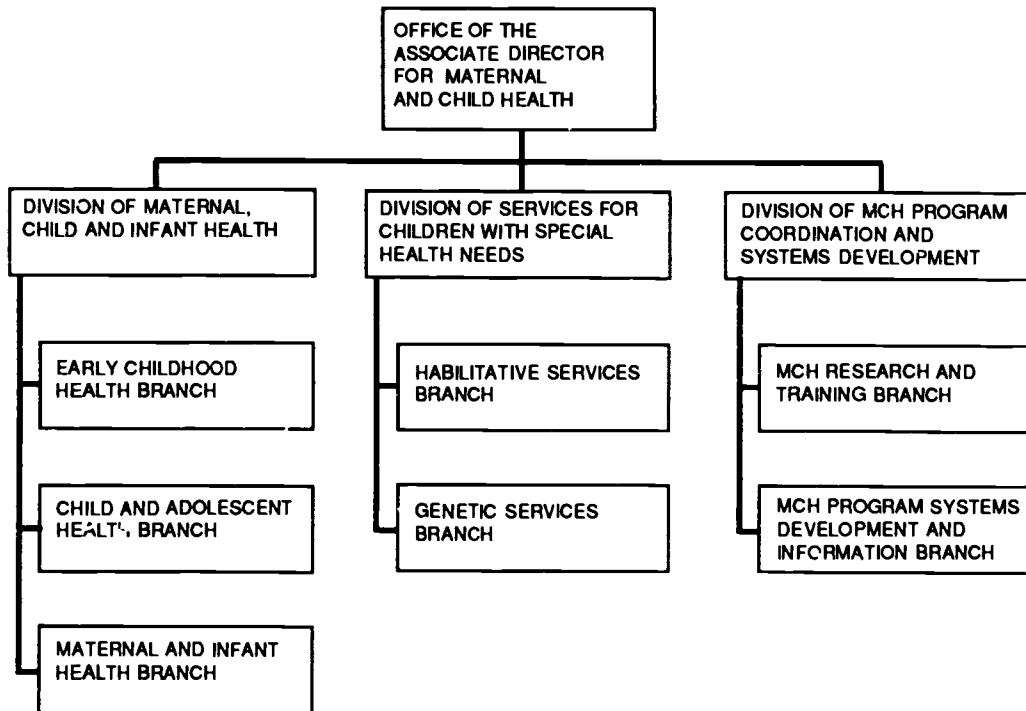 OFFICE OF THE
ASSOCIATE DIRECTOR
FOR MATERNAL
AND CHILD HEALTH
DIVISION OF MATERNAL,
CHILD AND INFANT HEALTH
EARLY CHILDHOOD
HEALTH BRANCH
CHILD AND ADOLESCENT
HEALTH BRANCH
MATERNAL AND INFANT
HEALTH BRANCH
DIVISION OF SERVICES FOR
CHILDREN WITH SPECIAL
HEALTH NEEDS
HABILITATIVE SERVICES
BRANCH
GENETIC SERVICES
BRANCH
DIVISION OF MCH PROGRAM
COORDINATION AND
SYSTEMS DEVELOPMENT
MCH RESEARCH AND
TRAINING BRANCH
MCH PROGRAM SYSTEMS
DEVELOPMENT AND
INFORMATION BRANCH